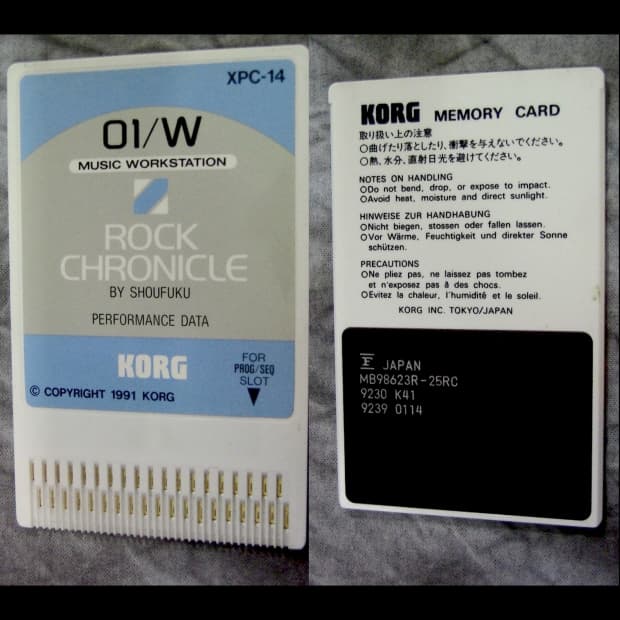 XPC-14
01/W
MUSIC WORKSTATION
ROCK
CHRONICLE
BY SHOUFUKU
PERFORMANCE DATA
KORG
FOR
PROG/SEQ
SLOT
© COPYRIGHT 1991 KORG
KORG MEMORY CARD
取り扱い上の注意
○曲げたり落としたり、衝撃を与えないでください。
○熱、水分、直射日光を避けてください。
NOTES ON HANDLING
○Do not bend, drop, or expose to impact.
○Avoid heat, moisture and direct sunlight.
HINWEISE ZUR HANDHABUNG
○Nicht biegen, stossen oder fallen lassen.
○Vor Wärme, Feuchtigkeit und direkter Sonne
schützen.
PRECAUTIONS
○Ne pliez pas, ne laissez pas tombez
et n'exposez pas â des chocs.
○Evitez la chaleur, l'humidité et le soleil.
KORG INC. TOKYO/JAPAN
JAPAN
MB98623R-25RC
9230 K41
9239 0114